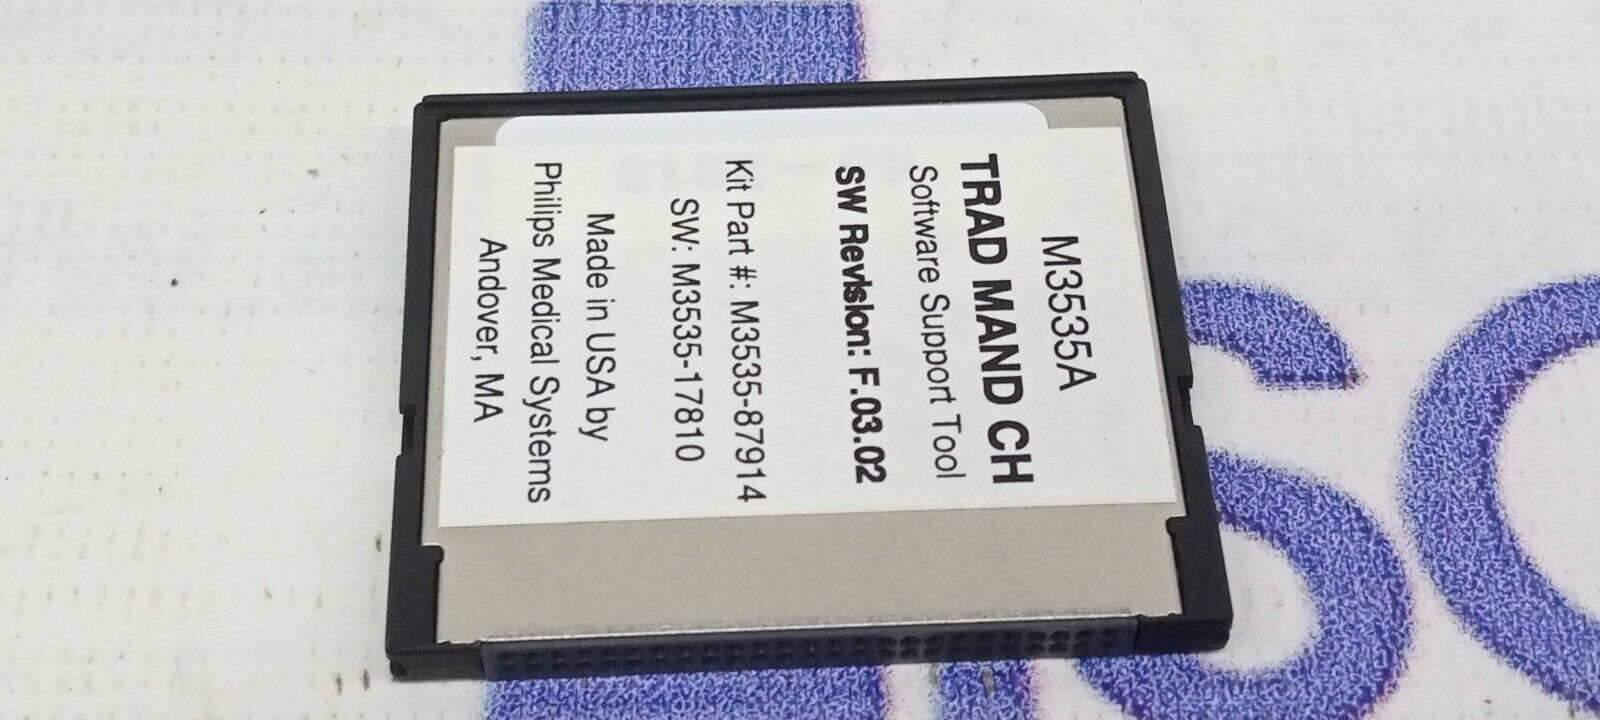 M3535A
TRAD MAND CH
Software Support Tool
SW Revision: F.03.02
Kit Part #: M3535-87914
SW: M3535-17810
Made in USA by
Philips Medical Systems
Andover, MA